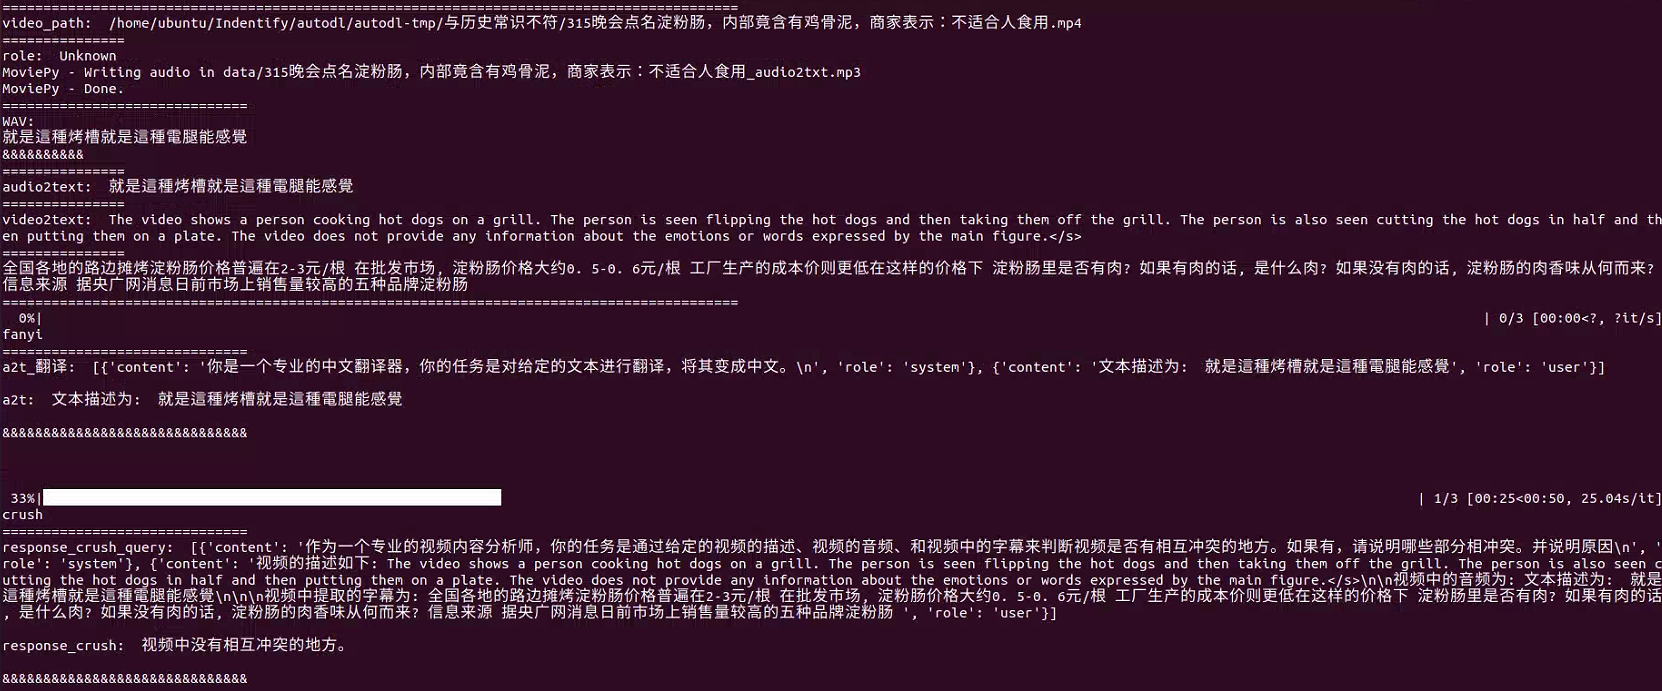 ==========================================================================================
video_path:  /home/ubuntu/Indentify/autodl/autodl-tmp/与历史常识不符/315晚会点名淀粉肠，内部竟含有鸡骨泥，商家表示：不适合人食用.mp4
===============
role:  Unknown
MoviePy - Writing audio in data/315晚会点名淀粉肠，内部竟含有鸡骨泥，商家表示：不适合人食用_audio2txt.mp3
MoviePy - Done.
==============================
WAV:
就是這種烤槽就是這種電腿能感覺
&&&&&&&&&&
===============
audio2text:  就是這種烤槽就是這種電腿能感覺
===============
video2text:  The video shows a person cooking hot dogs on a grill. The person is seen flipping the hot dogs and then taking them off the grill. The person is also seen cutting the hot dogs in half and th
en putting them on a plate. The video does not provide any information about the emotions or words expressed by the main figure.</s>
===============
全国各地的路边摊烤淀粉肠价格普遍在2-3元/根 在批发市场, 淀粉肠价格大约0. 5-0. 6元/根 工厂生产的成本价则更低在这样的价格下 淀粉肠里是否有肉? 如果有肉的话, 是什么肉? 如果没有肉的话, 淀粉肠的肉香味从何而来?
信息来源 据央广网消息日前市场上销售量较高的五种品牌淀粉肠
==========================================================================================
0%|                | 0/3 [00:00<?, ?it/s]
fanyi
==============================
a2t_翻译:  [{'content': '你是一个专业的中文翻译器，你的任务是对给定的文本进行翻译，将其变成中文。\n', 'role': 'system'}, {'content': '文本描述为:  就是這種烤槽就是這種電腿能感覺', 'role': 'user'}]
a2t:  文本描述为:  就是這種烤槽就是這種電腿能感覺
&&&&&&&&&&&&&&&&&&&&&&&&&&&&&&
33%|                | 1/3 [00:25<00:50, 25.04s/it]
crush
==============================
response_crush_query:  [{'content': '作为一个专业的视频内容分析师，你的任务是通过给定的视频的描述、视频的音频、和视频中的字幕来判断视频是否有相互冲突的地方。如果有，请说明哪些部分相冲突。并说明原因\n', '
role': 'system'}, {'content': '视频的描述如下: The video shows a person cooking hot dogs on a grill. The person is seen flipping the hot dogs and then taking them off the grill. The person is also seen c
utting the hot dogs in half and then putting them on a plate. The video does not provide any information about the emotions or words expressed by the main figure.</s>\n\n视频中的音频为: 文本描述为:  就是
這種烤槽就是這種電腿能感覺\n\n\n视频中提取的字幕为: 全国各地的路边摊烤淀粉肠价格普遍在2-3元/根 在批发市场, 淀粉肠价格大约0. 5-0. 6元/根 工厂生产的成本价则更低在这样的价格下 淀粉肠里是否有肉? 如果有肉的话
, 是什么肉? 如果没有肉的话, 淀粉肠的肉香味从何而来? 信息来源 据央广网消息日前市场上销售量较高的五种品牌淀粉肠 ', 'role': 'user'}]
response_crush:  视频中没有相互冲突的地方。
&&&&&&&&&&&&&&&&&&&&&&&&&&&&&&